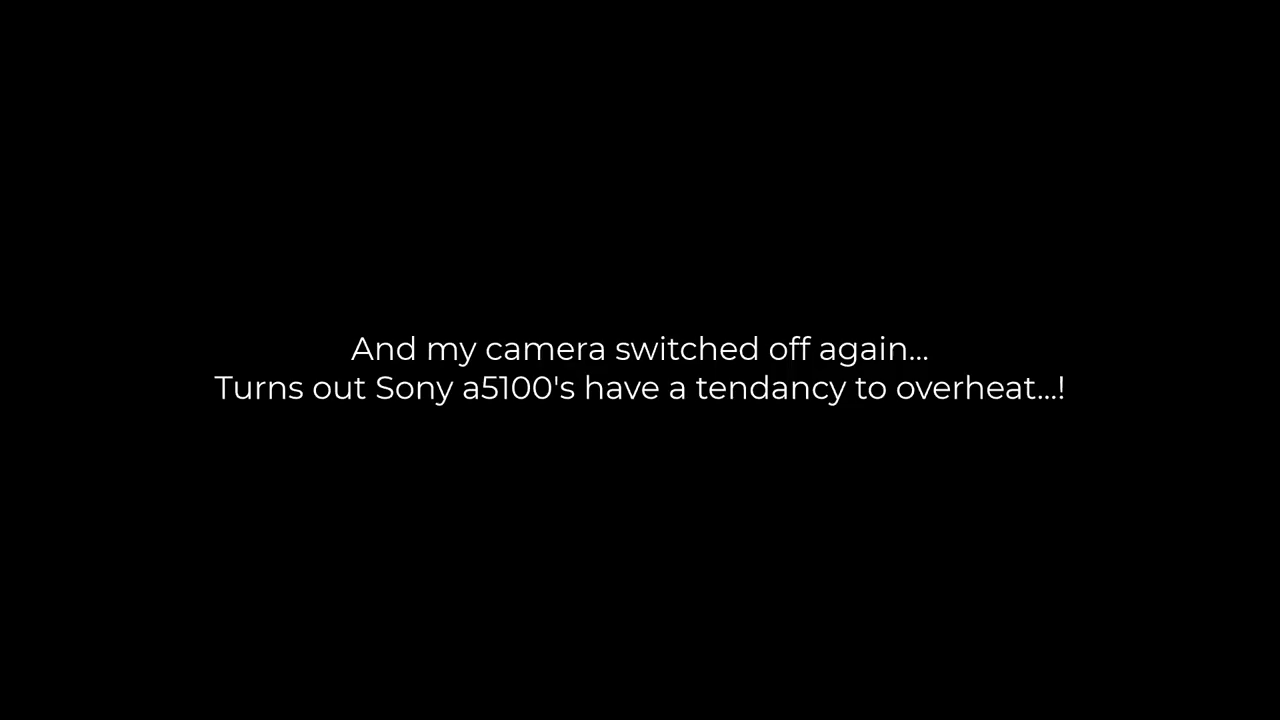 And my camera switched off again...
Turns out Sony a5100's have a tendancy to overheat...!